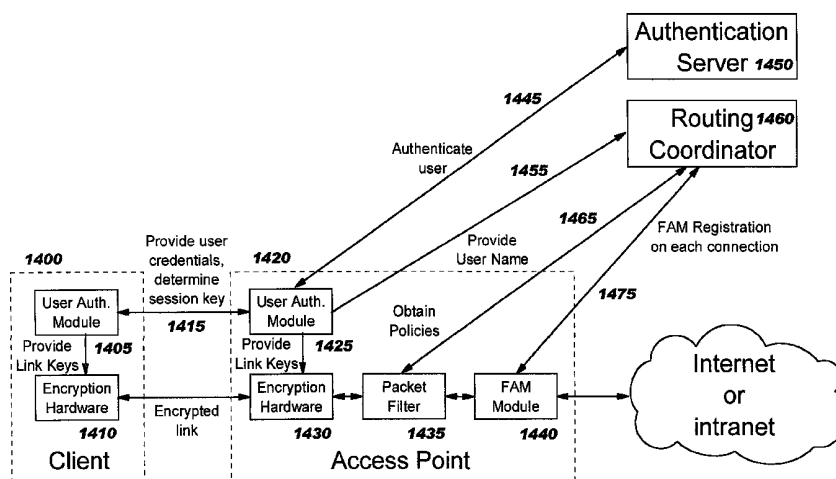 Authentication
Server 1450
1445
Routing 1460
Coordinator
Authenticate
user
1455
1465
FAM Registration
on each connection
Provide user
credentials,
determine
session key
1420
Provide
User Name
1400
1475
User Auth.
Module
1415
User Auth.
Module
Obtain
Policies
Provide
Link Keys
1405
Provide
Link Keys
1425
Internet
or
intranet
Encryption
Hardware
Encrypted
link
Encryption
Hardware
Packet
Filter
FAM
Module
1410
1430
1435
1440
Client
Access Point